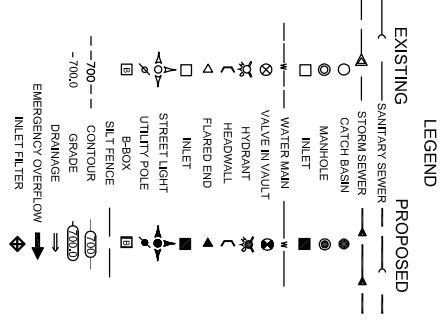 LEGEND
EXISTING PROPOSED
SANITARY SEWER
STORM SEWER
CATCH BASIN
MANHOLE
INLET
W WATER MAIN W
VALVE IN VAULT
HYDRANT
HEADWALL
FLARED END
INLET
STREET LIGHT
UTILITY POLE
B B-BOX B
SILT FENCE
700 CONTOUR 700
700.0 GRADE 700.0
DRAINAGE
EMERGENCY OVERFLOW
INLET FILTER